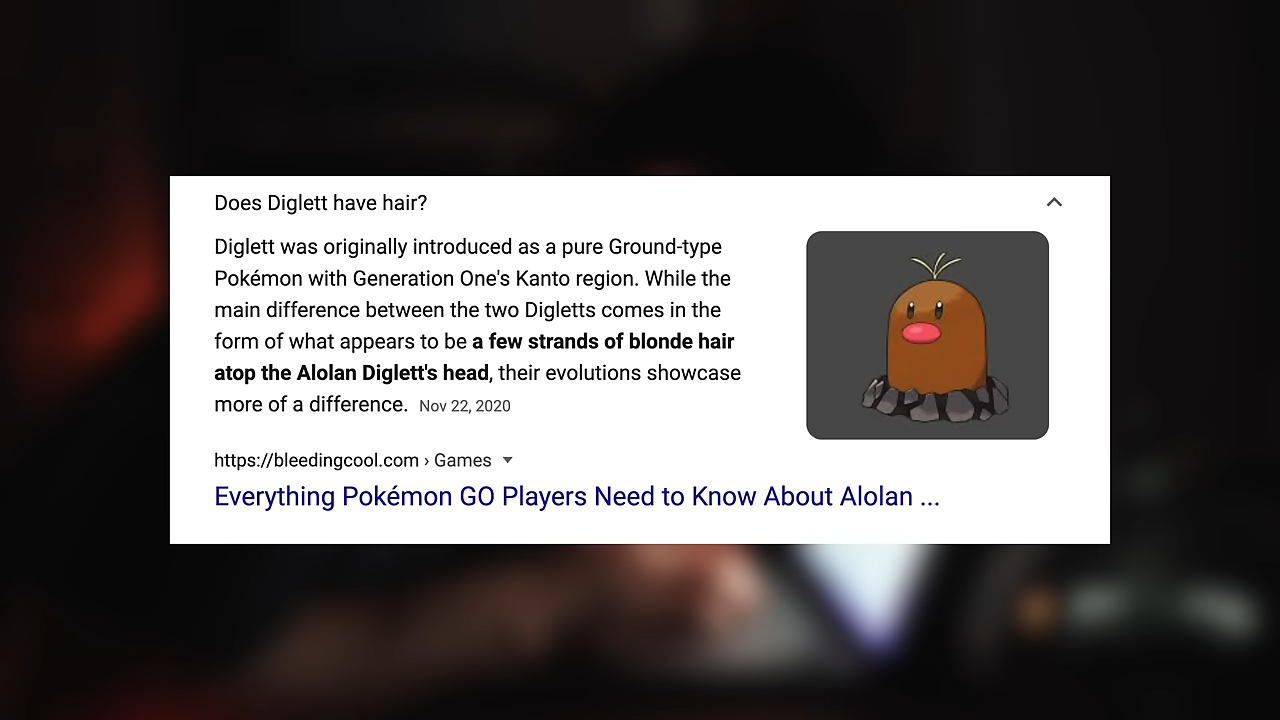 Does Diglett have hair?
Diglett was originally introduced as a pure Ground-type
Pokémon with Generation One's Kanto region. While the
main difference between the two Digletts comes in the
form of what appears to be a few strands of blonde hair
atop the Alolan Diglett's head, their evolutions showcase
more of a difference. Nov 22, 2020
https://bleedingcool.com › Games
Everything Pokémon GO Players Need to Know About Alolan ...